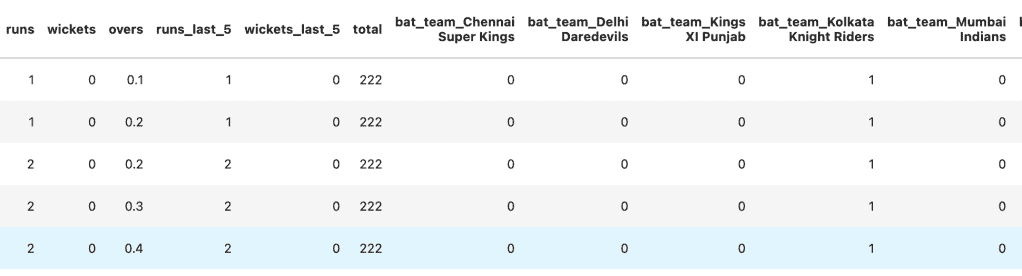 runs wickets overs runs_last_5 wickets_last_5 total bat_team_Chennai Super Kings bat_team_Delhi Daredevils bat_team_Kings XI Punjab bat_team_Kolkata Knight Riders bat_team_Mumbai Indians
1 0 0.1 1 0 222 0 0 0 1 0
1 0 0.2 1 0 222 0 0 0 1 0
2 0 0.2 2 0 222 0 0 0 1 0
2 0 0.3 2 0 222 0 0 0 1 0
2 0 0.4 2 0 222 0 0 0 1 0